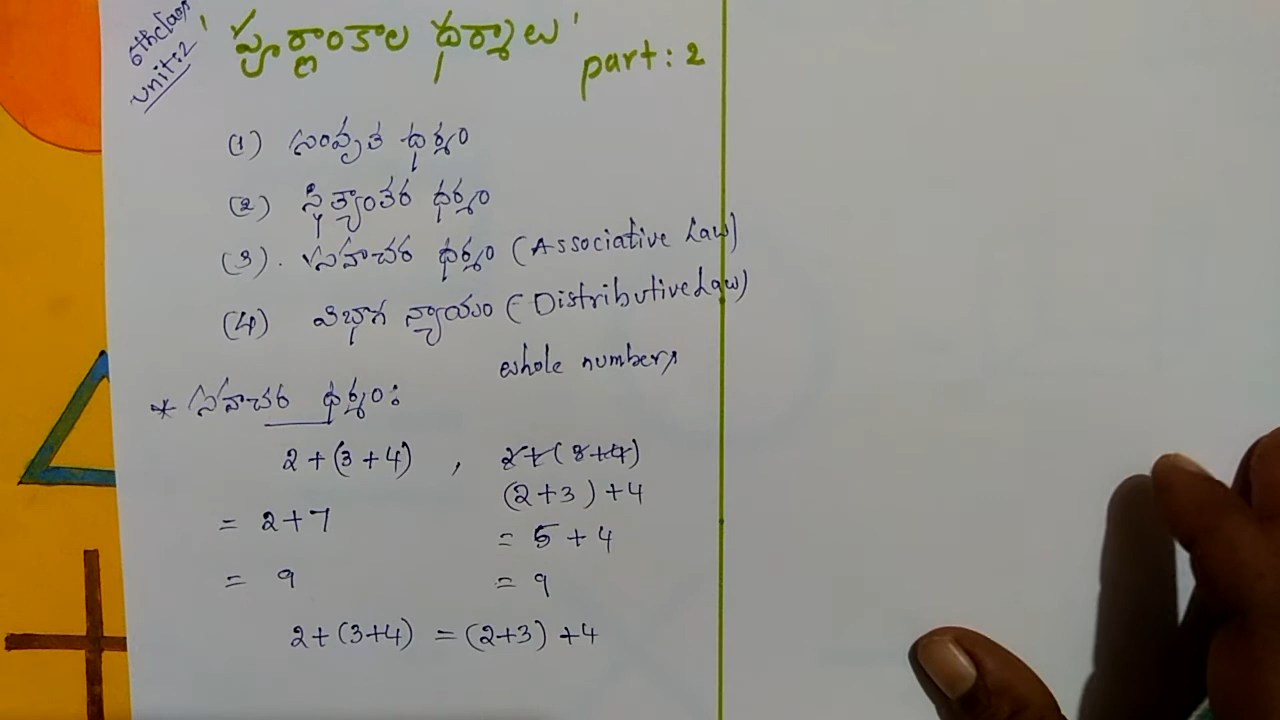 6th class
unit:2
' పూర్ణాంకాల ధర్మాలు '
part : 2
(1) సంవృత ధర్మం
(2) స్థిత్యాంతర ధర్మం
(3). సహచర ధర్మం (Associative Law)
(4) విభాగ న్యాయం (Distributive Law)
whole numbers
* సహచర ధర్మం:
2 + (3 + 4) , 2 + (3+4)
(2 + 3) + 4
= 2 + 7
= 5 + 4
= 9 = 9
2 + (3+4) = (2+3) + 4